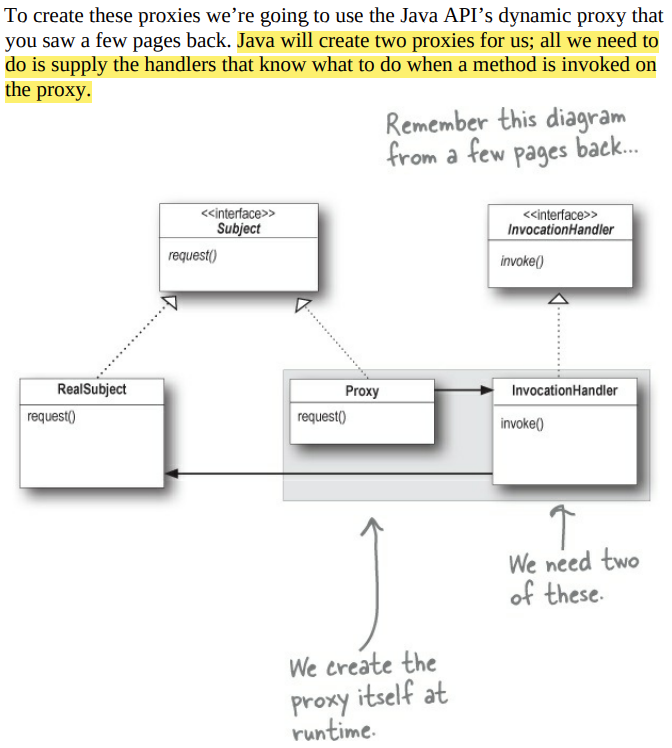 To create these proxies we’re going to use the Java API’s dynamic proxy that
you saw a few pages back. Java will create two proxies for us; all we need to
do is supply the handlers that know what to do when a method is invoked on
the proxy.
Remember this diagram
from a few pages back...
<<interface>>
Subject
request()
<<interface>>
InvocationHandler
invoke()
RealSubject
request()
Proxy
request()
InvocationHandler
invoke()
We need two
of these.
We create the
proxy itself at
runtime.